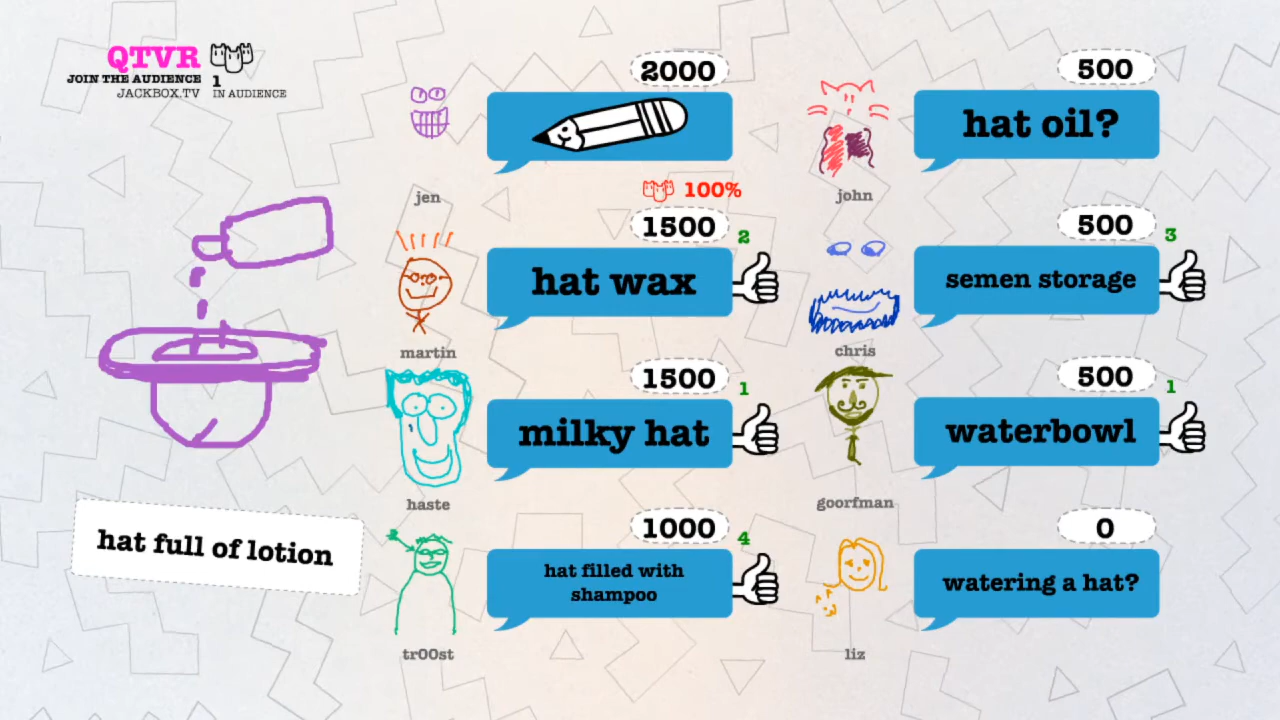 QTVR
JOIN THE AUDIENCE
JACKBOX.TV
1
IN AUDIENCE
2000
jen
100%
1500
2
hat wax
martin
1500
1
milky hat
haste
1000
4
hat filled with
shampoo
tr00st
500
hat oil?
john
500
3
semen storage
chris
500
1
waterbowl
goorfman
0
watering a hat?
liz
hat full of lotion